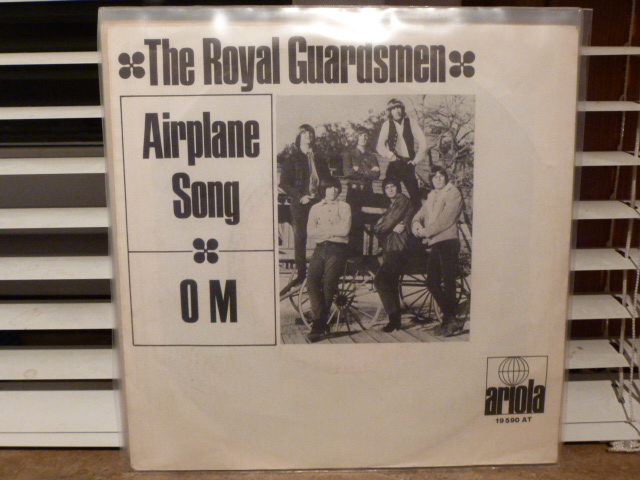 The Royal Guardsmen
Airplane
Song
O M
ariola
19 590 AT